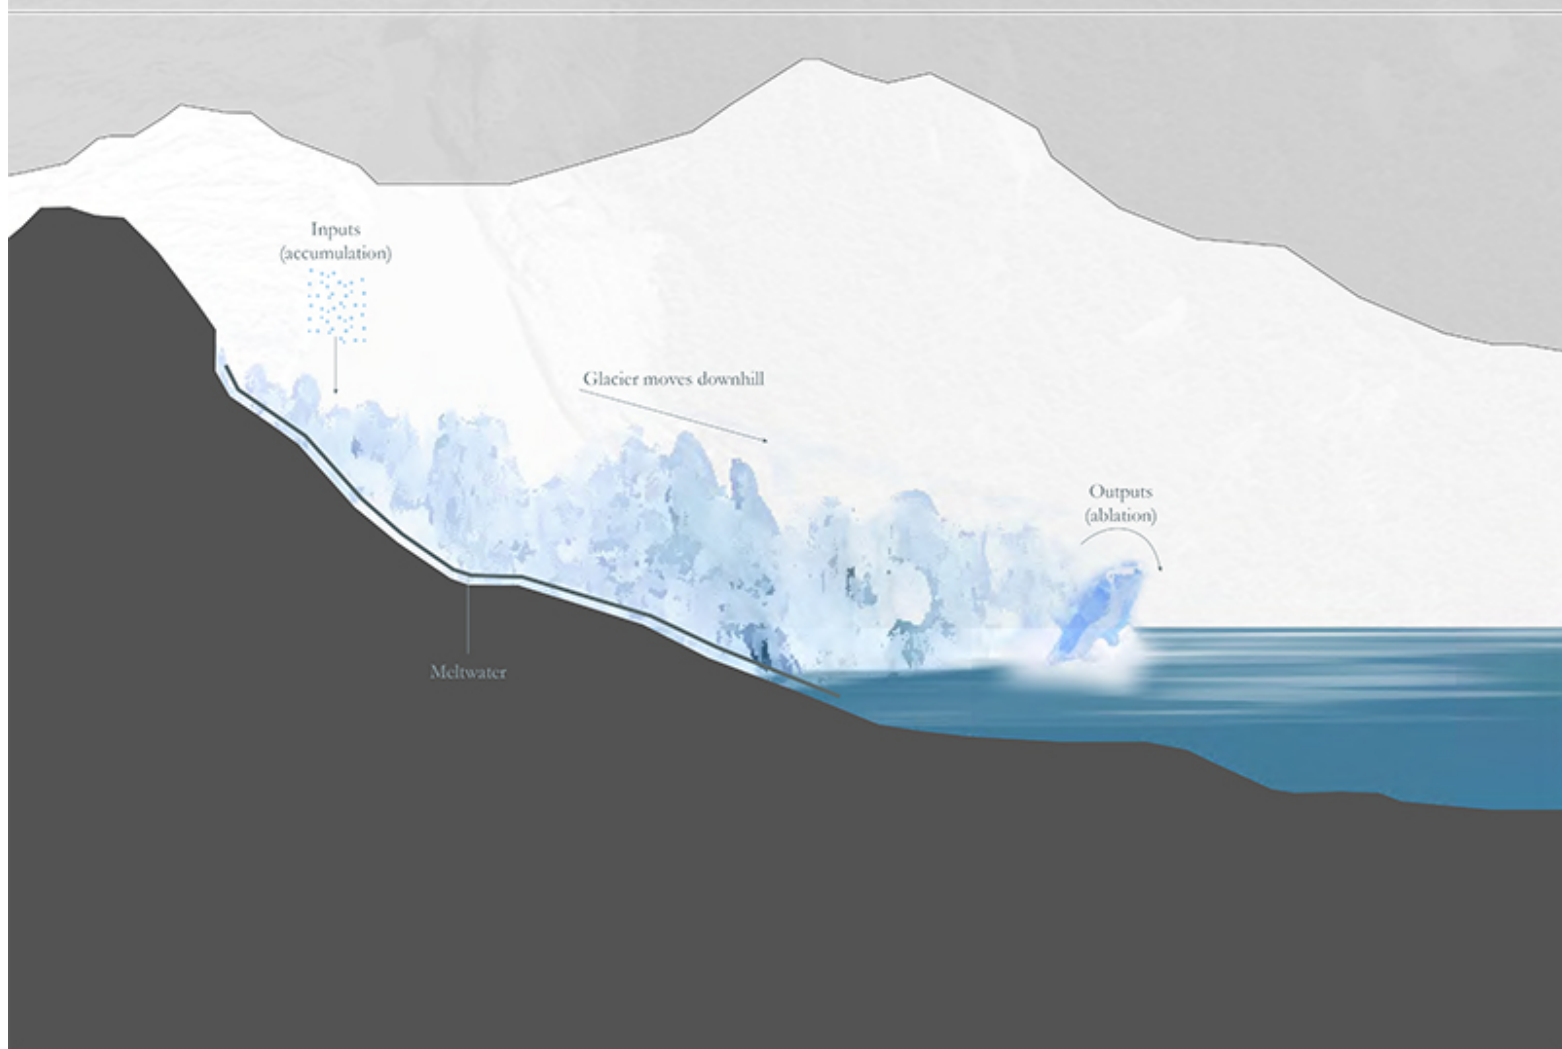 Inputs
(accumulation)
Glacier moves downhill
Outputs
(ablation)
Meltwater